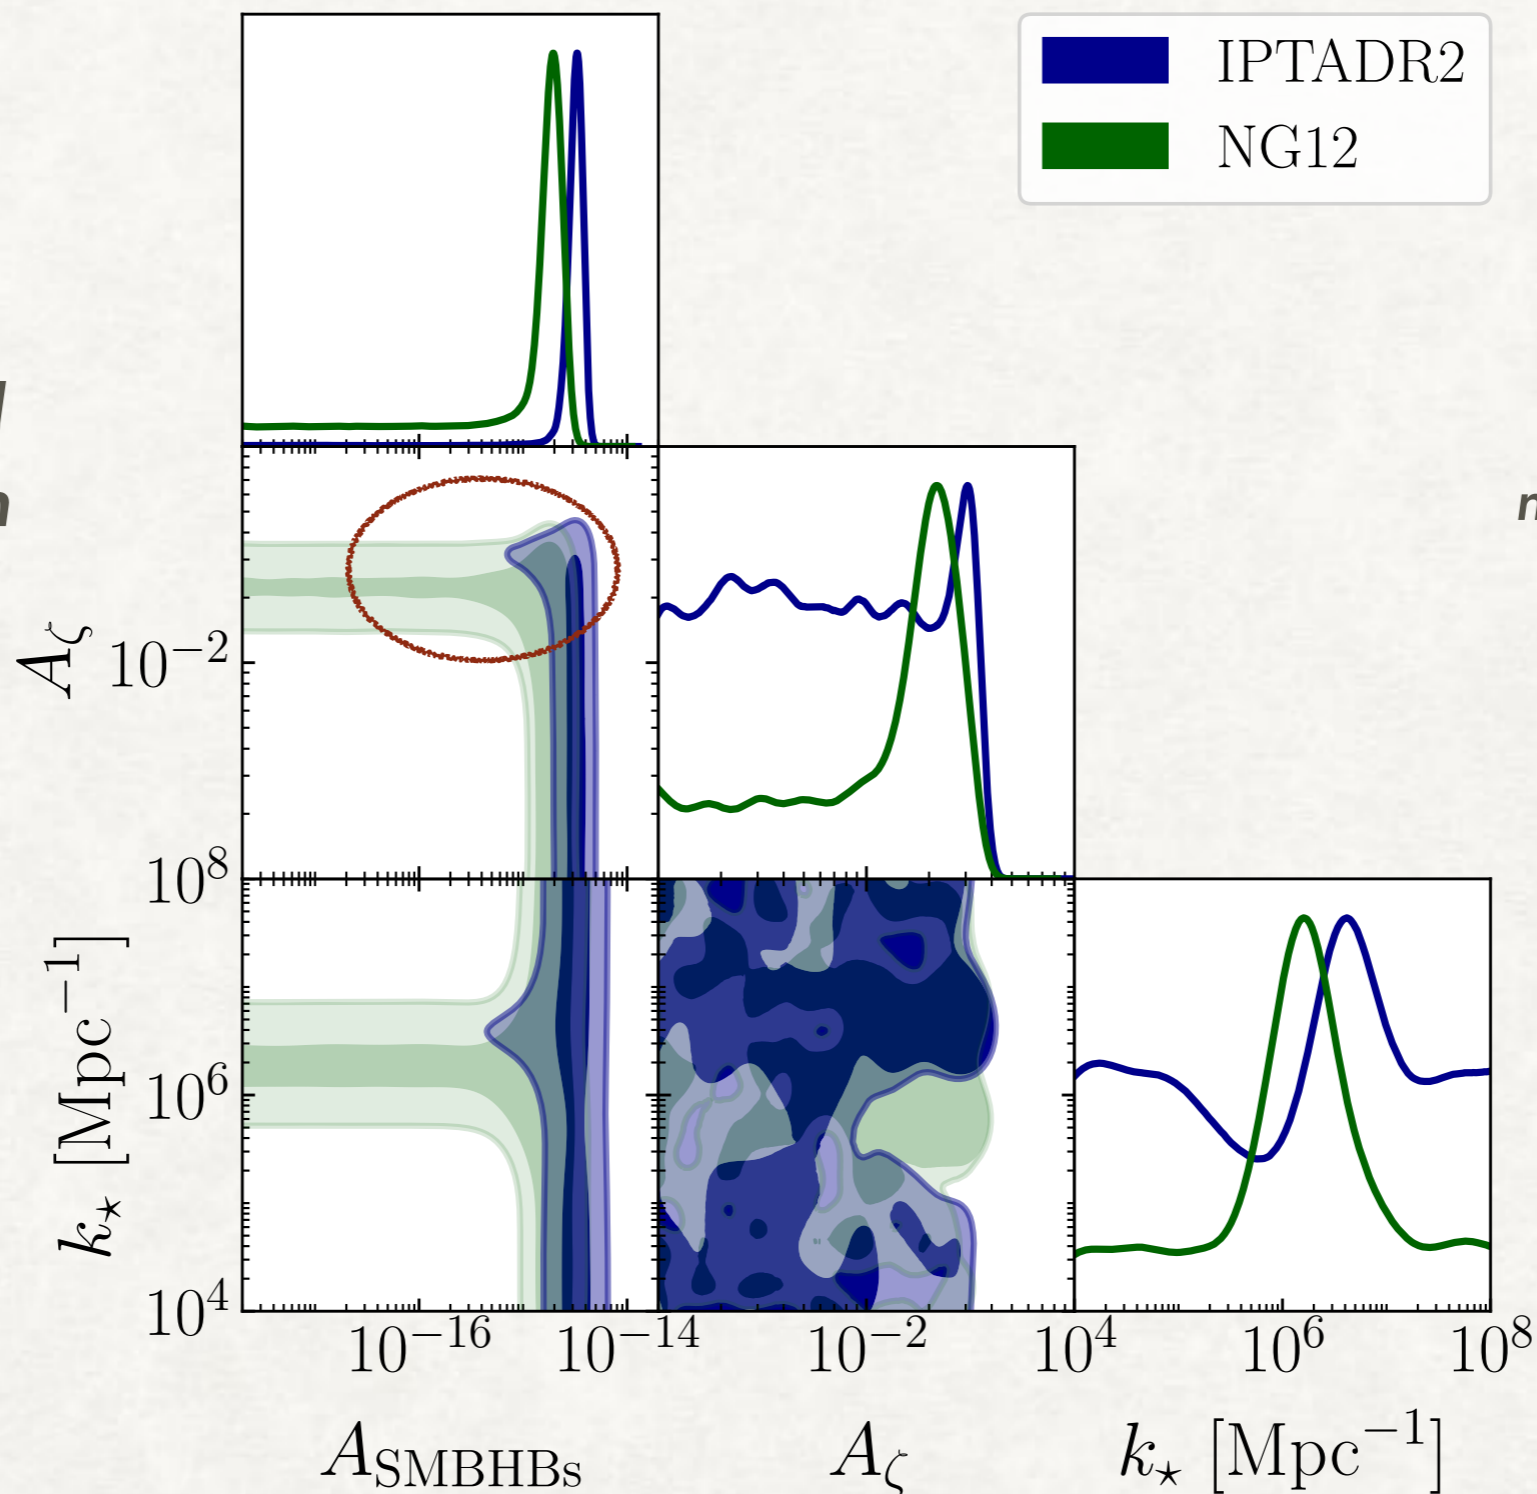 IPTADR2
NG12
A_ζ
10^−2
10^8
k_⋆ [Mpc^−1]
10^6
10^4
10^−16 10^−14 10^−2 10^4 10^6 10^8
A_SMBHBs A_ζ k_⋆ [Mpc^−1]